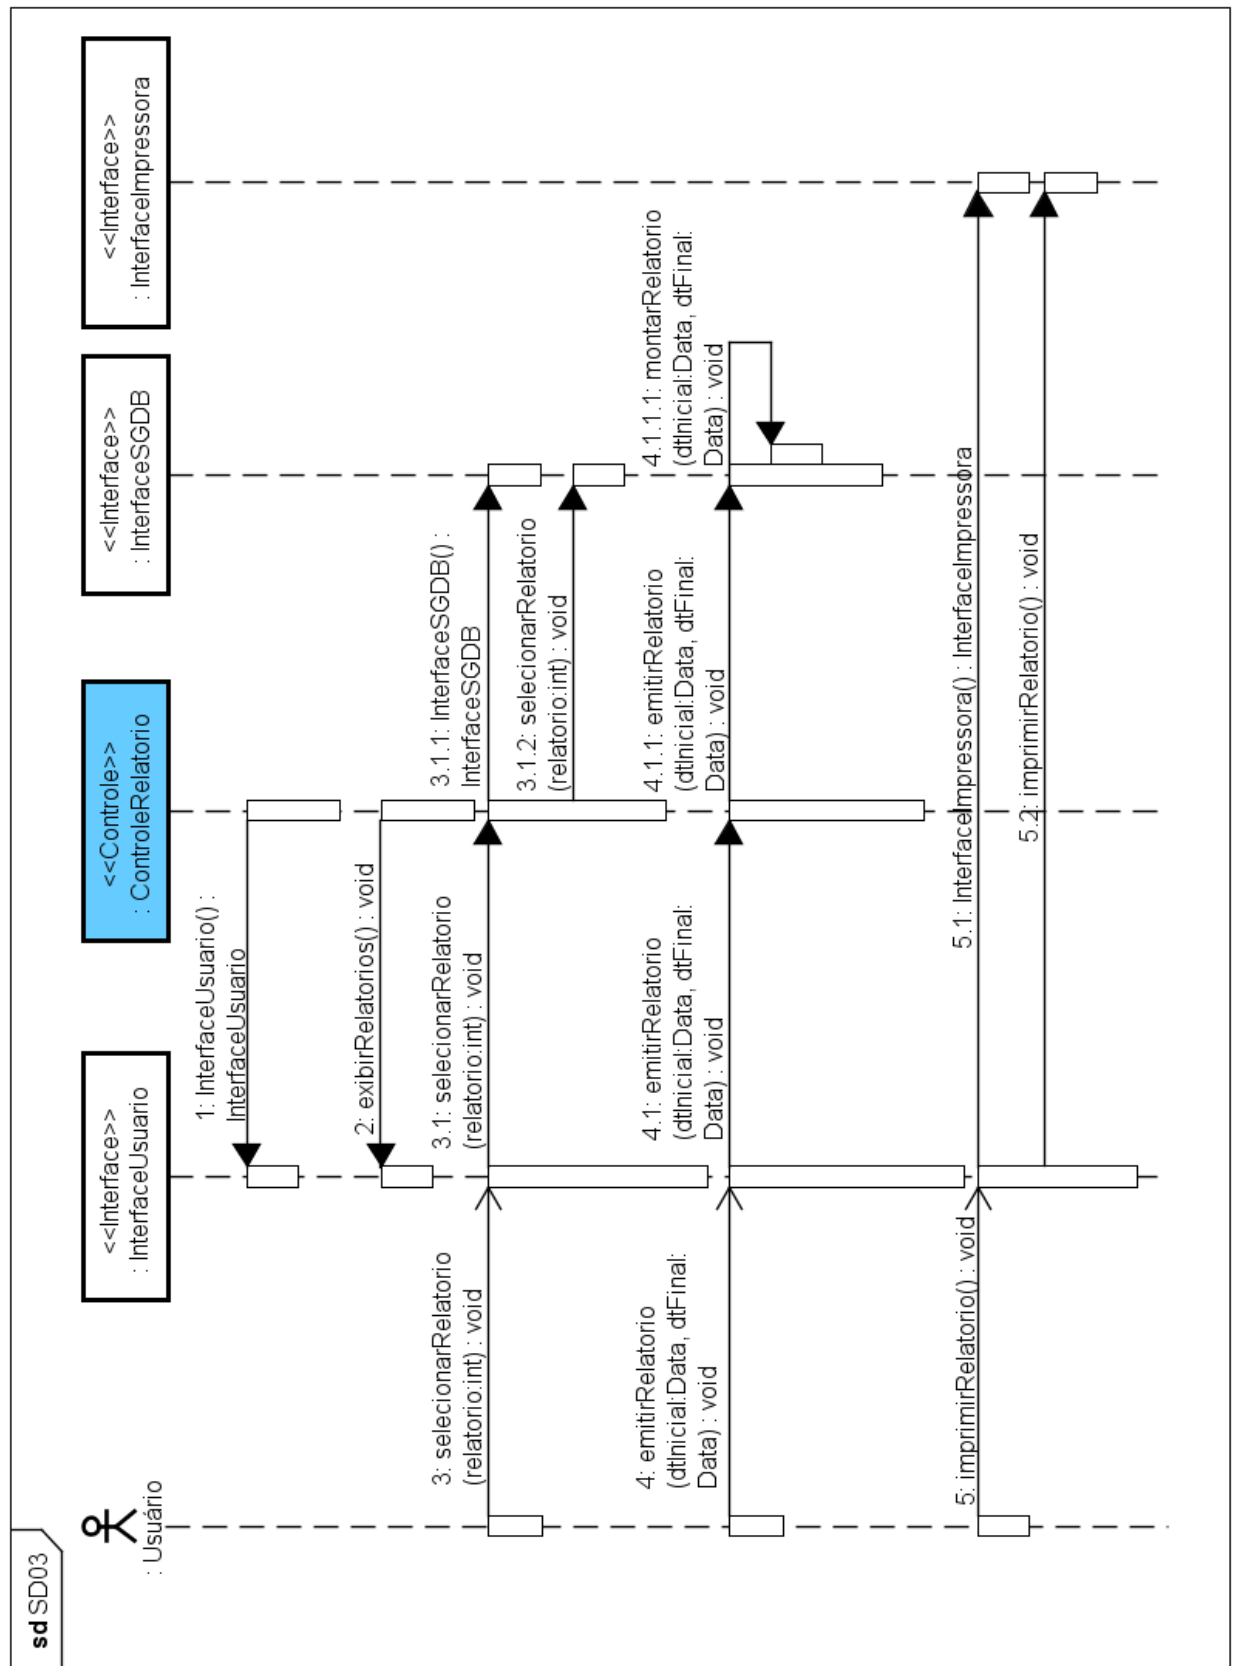 sd SD03
: Usuário
<<Interface>>
: InterfaceUsuario
<<Controle>>
: ControleRelatorio
<<Interface>>
: InterfaceSGDB
<<Interface>>
: InterfaceImpressora
1: InterfaceUsuario() :
InterfaceUsuario
2: exibirRelatorios() : void
3: selecionarRelatorio
(relatorio:int) : void
3.1: selecionarRelatorio
(relatorio:int) : void
3.1.1: InterfaceSGDB() :
InterfaceSGDB
3.1.2: selecionarRelatorio
(relatorio:int) : void
4: emitirRelatorio
(dtInicial:Data, dtFinal:
Data) : void
4.1: emitirRelatorio
(dtInicial:Data, dtFinal:
Data) : void
4.1.1: emitirRelatorio
(dtInicial:Data, dtFinal:
Data) : void
4.1.1.1: montarRelatorio
(dtInicial:Data, dtFinal:
Data) : void
5: imprimirRelatorio() : void
5.1: InterfaceImpressora() : InterfaceImpressora
5.2: imprimirRelatorio() : void